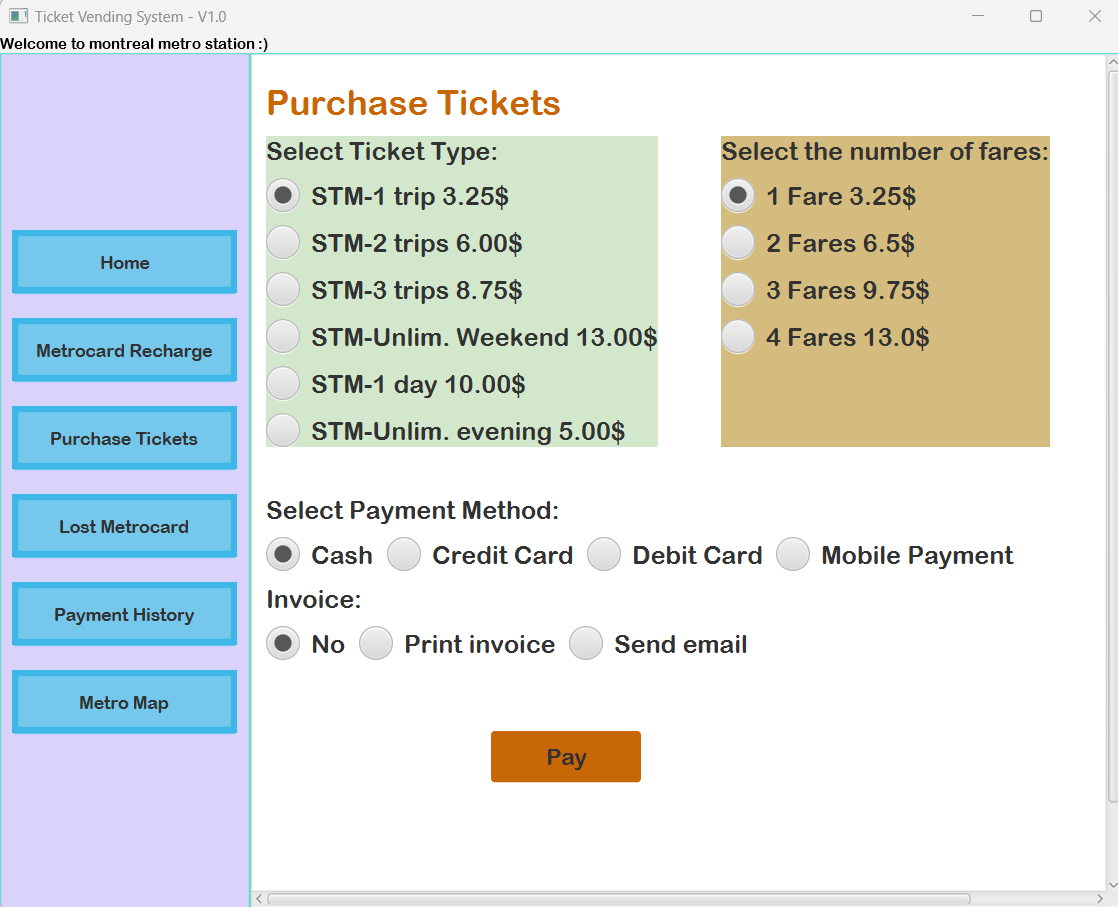 Ticket Vending System - V1.0
Welcome to montreal metro station :)
Home
Metrocard Recharge
Purchase Tickets
Lost Metrocard
Payment History
Metro Map
Purchase Tickets
Select Ticket Type:
STM-1 trip 3.25$
STM-2 trips 6.00$
STM-3 trips 8.75$
STM-Unlim. Weekend 13.00$
STM-1 day 10.00$
STM-Unlim. evening 5.00$
Select the number of fares:
1 Fare 3.25$
2 Fares 6.5$
3 Fares 9.75$
4 Fares 13.0$
Select Payment Method:
Cash Credit Card Debit Card Mobile Payment
Invoice:
No Print invoice Send email
Pay